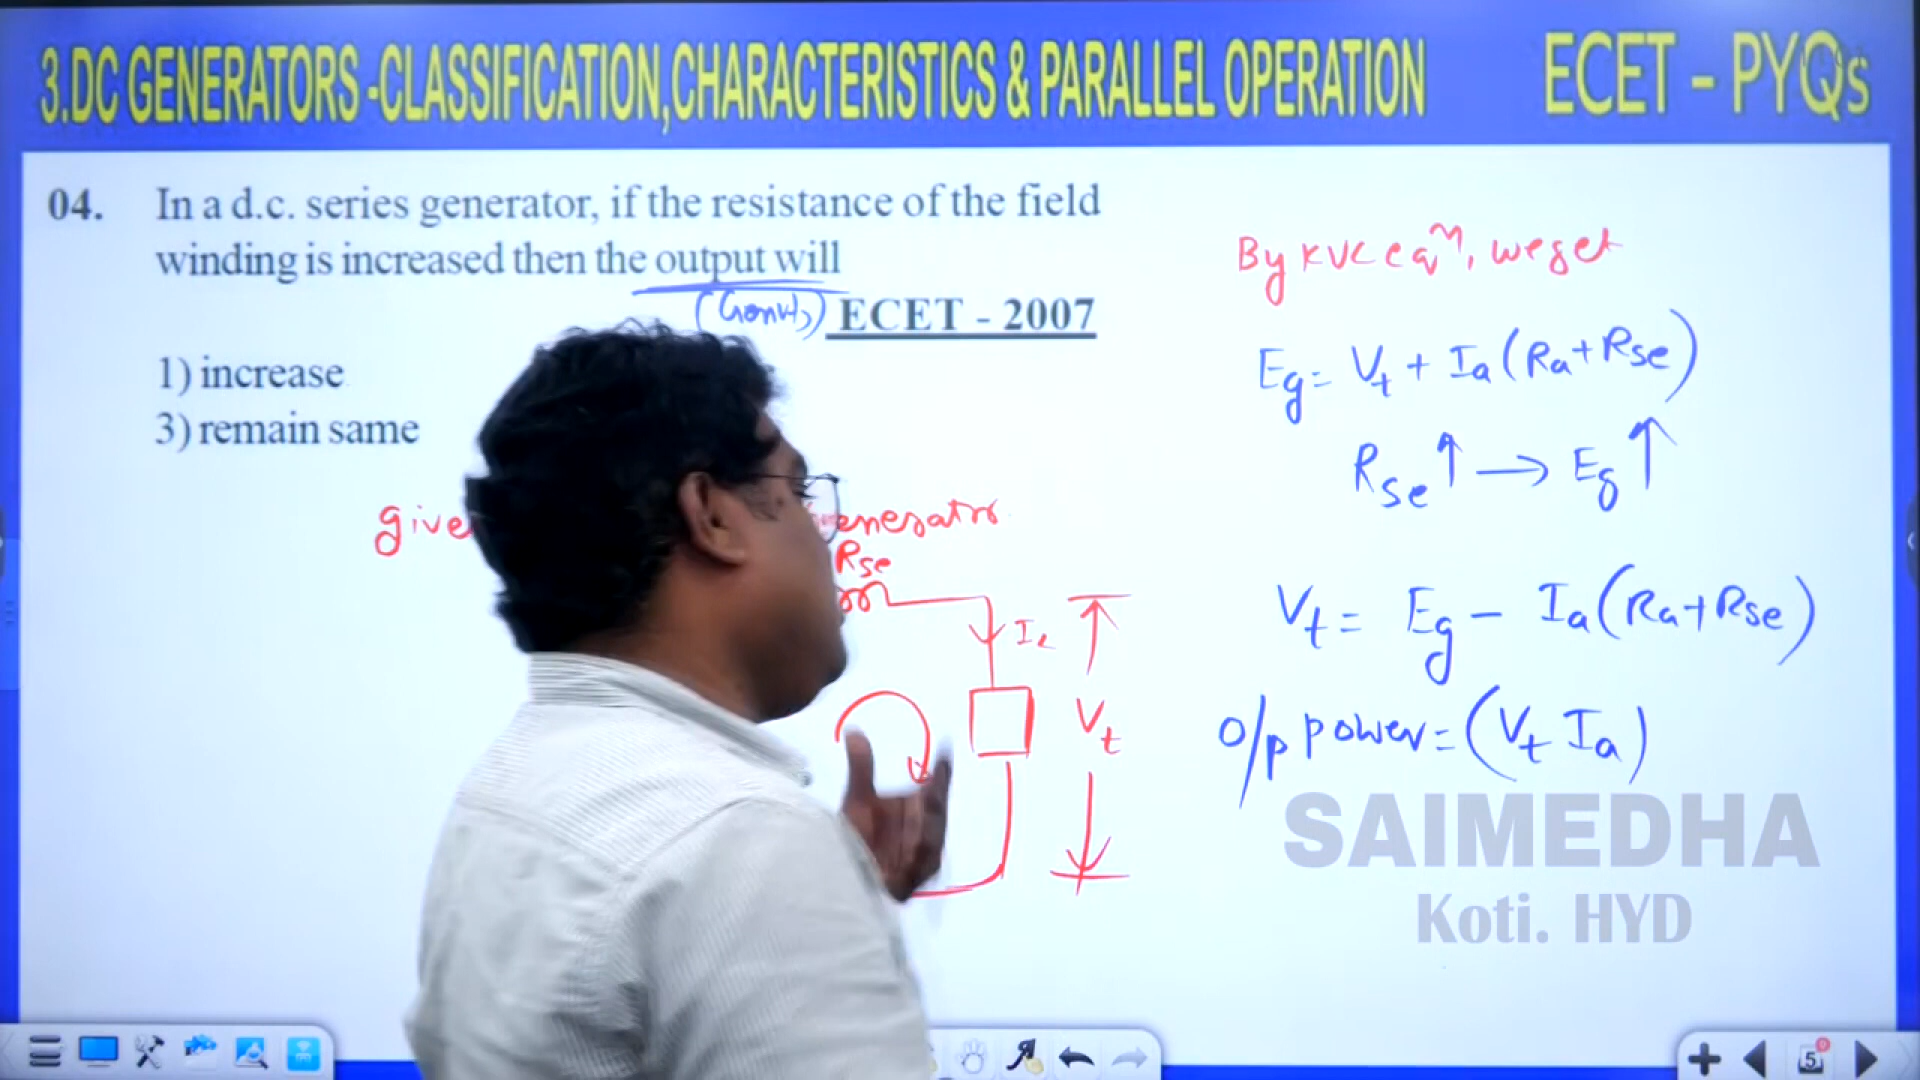 3.DC GENERATORS -CLASSIFICATION,CHARACTERISTICS & PARALLEL OPERATION
ECET - PYQs
04. In a d.c. series generator, if the resistance of the field
winding is increased then the output will
ECET - 2007
1) increase
3) remain same
enerator
Rse
Vt
By KVL eqn, we get
Eg = Vt + Ia (Ra + Rse)
Rse ↑ → Eg ↑
Vt = Eg - Ia (Ra + Rse)
O/p power = (Vt Ia)
SAIMEDHA
Koti. HYD
5